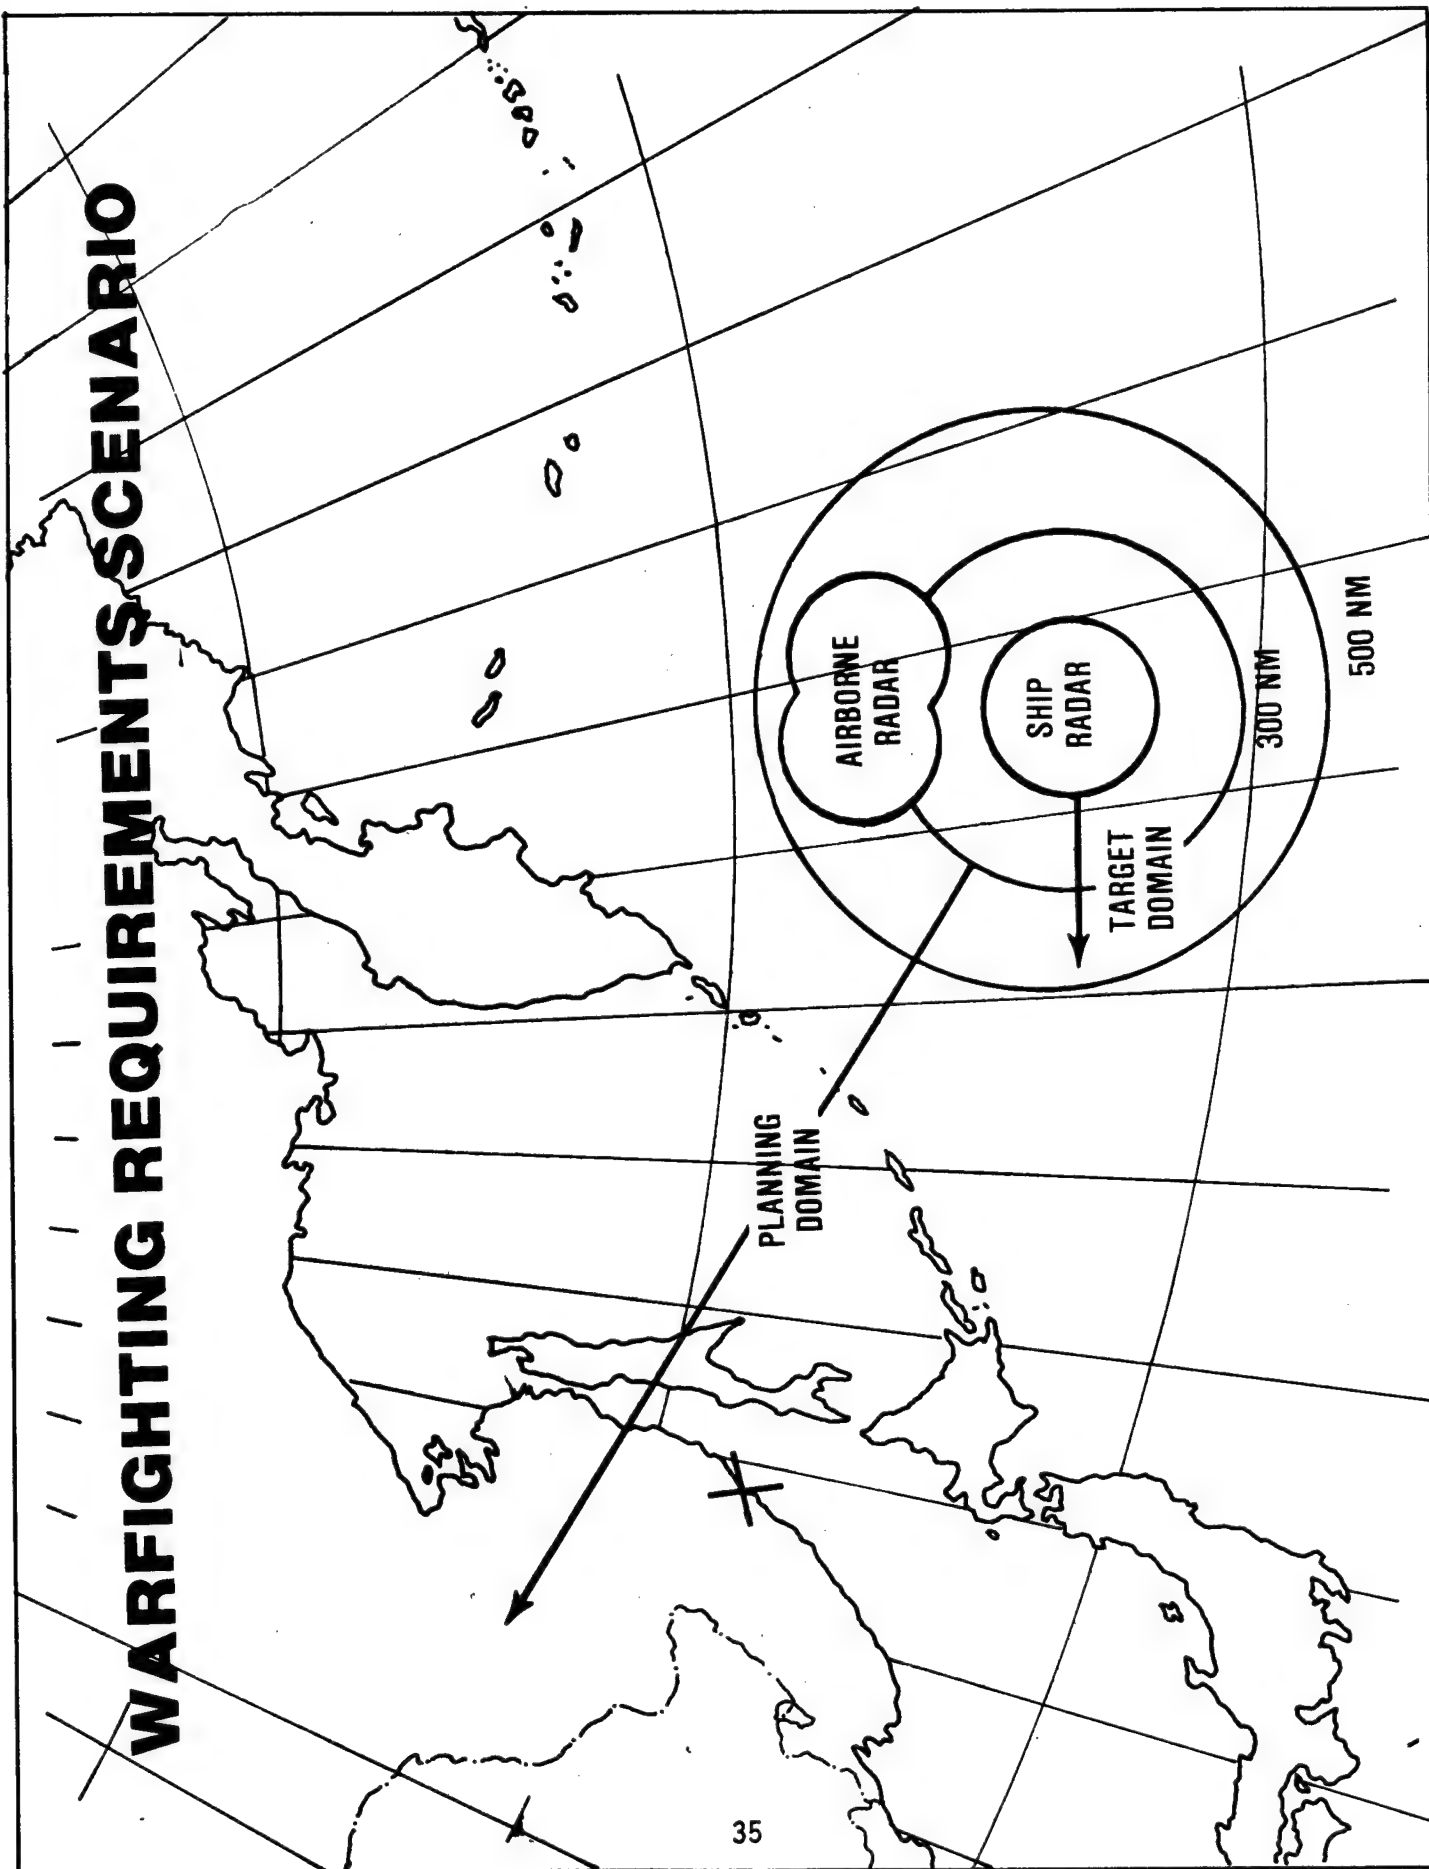 WARFIGHTING REQUIREMENTS SCENARIO
AIRBORNE
RADAR
SHIP
RADAR
300 NM
500 NM
TARGET
DOMAIN
PLANNING
DOMAIN
35